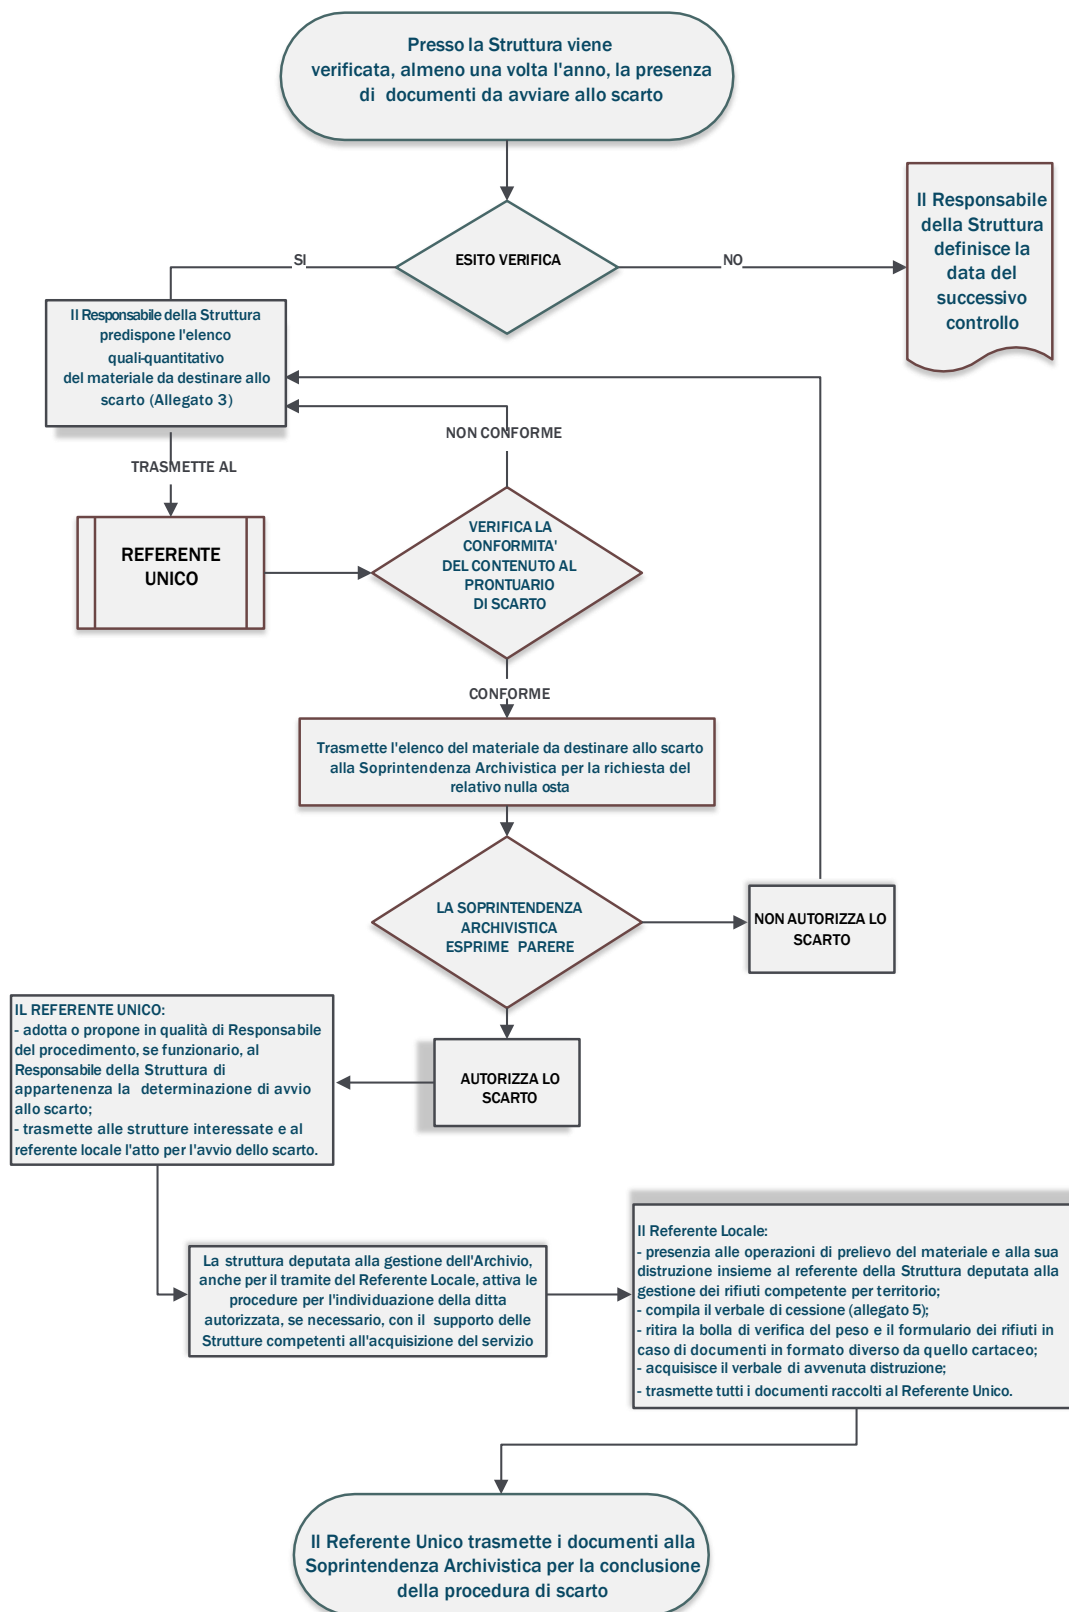 Presso la Struttura viene
verificata, almeno una volta l'anno, la presenza
di documenti da avviare allo scarto
ESITO VERIFICA
SI
NO
Il Responsabile
della Struttura
definisce la
data del
successivo
controllo
Il Responsabile della Struttura
predispone l'elenco
quali-quantitativo
del materiale da destinare allo
scarto (Allegato 3)
NON CONFORME
TRASMETTE AL
REFERENTE
UNICO
VERIFICA LA
CONFORMITA'
DEL CONTENUTO AL
PRONTUARIO
DI SCARTO
CONFORME
Trasmette l'elenco del materiale da destinare allo scarto
alla Soprintendenza Archivistica per la richiesta del
relativo nulla osta
LA SOPRINTENDENZA
ARCHIVISTICA
ESPRIME PARERE
NON AUTORIZZA LO
SCARTO
AUTORIZZA LO
SCARTO
IL REFERENTE UNICO:
- adotta o propone in qualità di Responsabile
del procedimento, se funzionario, al
Responsabile della Struttura di
appartenenza la determinazione di avvio
allo scarto;
- trasmette alle strutture interessate e al
referente locale l'atto per l'avvio dello scarto.
La struttura deputata alla gestione dell'Archivio,
anche per il tramite del Referente Locale, attiva le
procedure per l'individuazione della ditta
autorizzata, se necessario, con il supporto delle
Strutture competenti all'acquisizione del servizio
Il Referente Locale:
- presenzia alle operazioni di prelievo del materiale e alla sua
distruzione insieme al referente della Struttura deputata alla
gestione dei rifiuti competente per territorio;
- compila il verbale di cessione (allegato 5);
- ritira la bolla di verifica del peso e il formulario dei rifiuti in
caso di documenti in formato diverso da quello cartaceo;
- acquisisce il verbale di avvenuta distruzione;
- trasmette tutti i documenti raccolti al Referente Unico.
Il Referente Unico trasmette i documenti alla
Soprintendenza Archivistica per la conclusione
della procedura di scarto